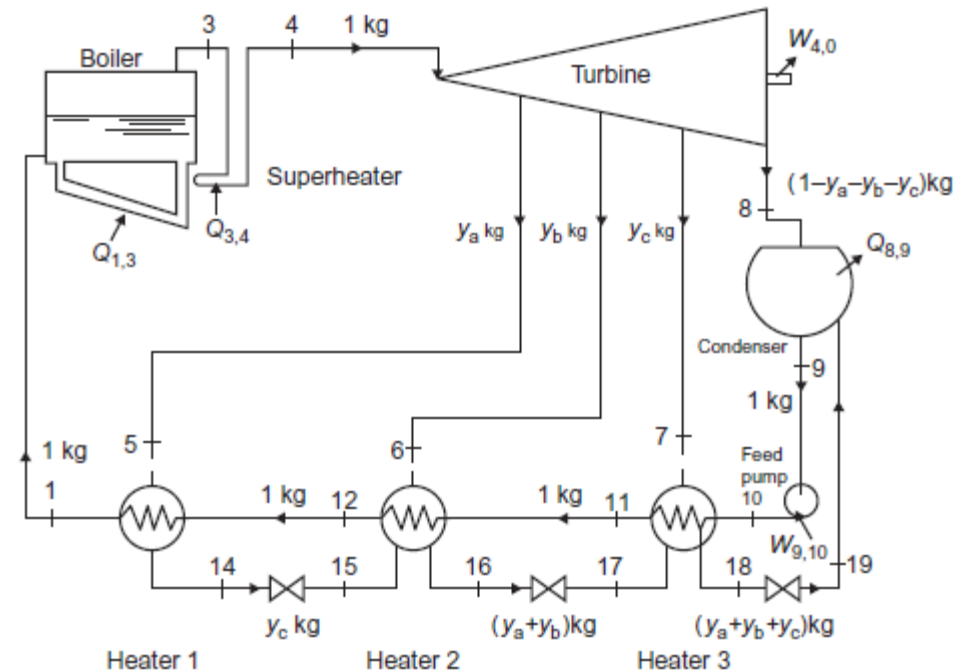 3
4
1 kg
Boiler
Turbine
W4,0
Superheater
Q1,3
Q3,4
ya kg
yb kg
yc kg
(1–ya–yb–yc)kg
8
Q8,9
Condenser
9
1 kg
5
6
7
Feed
pump
10
1 kg
1
1 kg
12
1 kg
11
W9,10
14
15
16
17
18
19
yc kg
(ya+yb)kg
(ya+yb+yc)kg
Heater 1
Heater 2
Heater 3